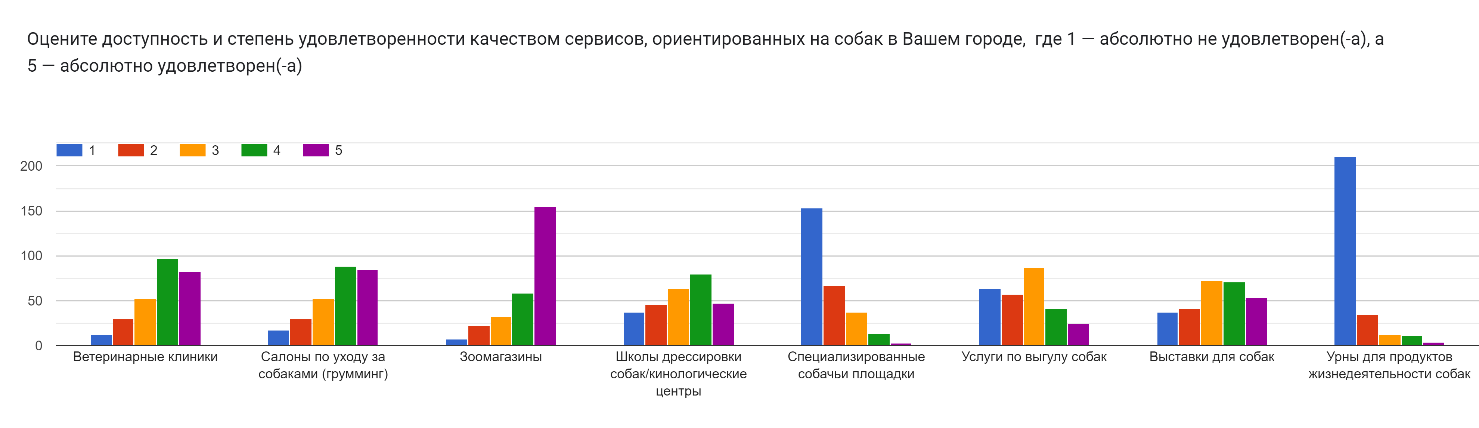 Оцените доступность и степень удовлетворенности качеством сервисов, ориентированных на собак в Вашем городе,  где 1 — абсолютно не удовлетворен(-а), а
5 — абсолютно удовлетворен(-а)
1 2 3 4 5
200
150
100
50
0
Ветеринарные клиники
Салоны по уходу за
собаками (грумминг)
Зоомагазины
Школы дрессировки
собак/кинологические
центры
Специализированные
собачьи площадки
Услуги по выгулу собак
Выставки для собак
Урны для продуктов
жизнедеятельности собак